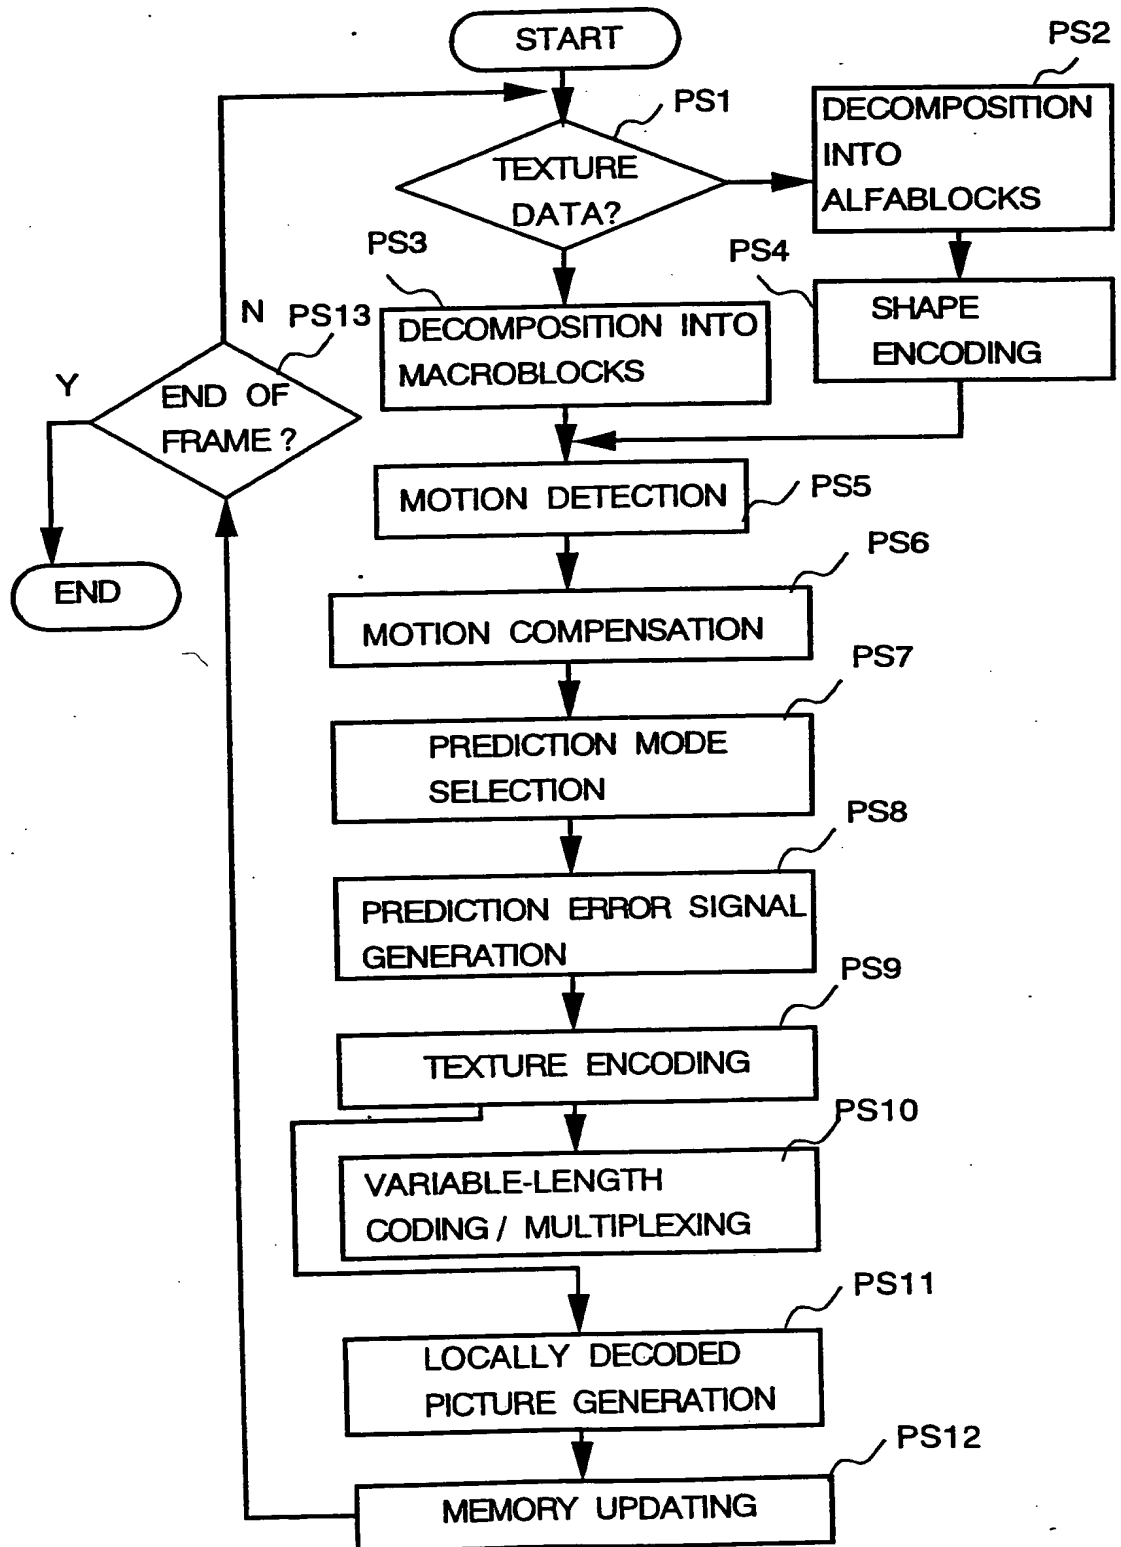 START
PS2
PS1
DECOMPOSITION
INTO
ALFABLOCKS
TEXTURE
DATA?
PS3
PS4
N
PS13
DECOMPOSITION INTO
MACROBLOCKS
SHAPE
ENCODING
Y
END OF
FRAME?
MOTION DETECTION
PS5
END
PS6
MOTION COMPENSATION
PS7
PREDICTION MODE
SELECTION
PS8
PREDICTION ERROR SIGNAL
GENERATION
PS9
TEXTURE ENCODING
PS10
VARIABLE-LENGTH
CODING / MULTIPLEXING
PS11
LOCALLY DECODED
PICTURE GENERATION
PS12
MEMORY UPDATING